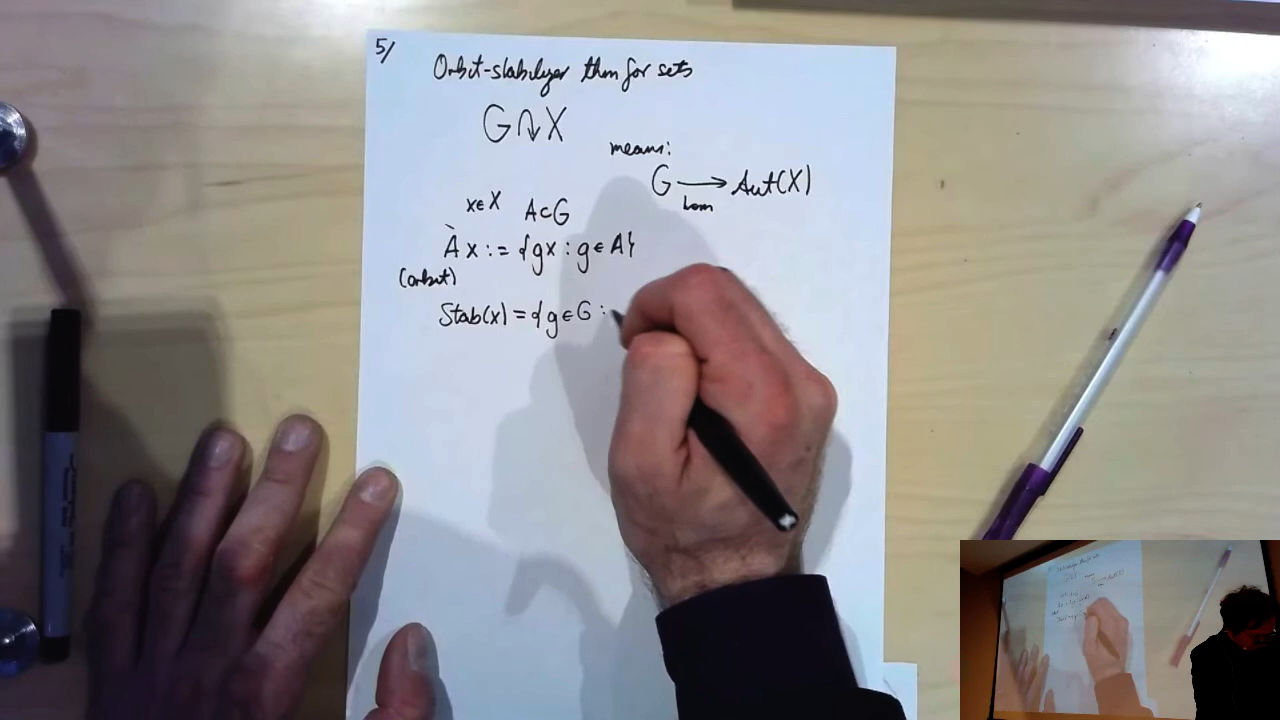 5/
Orbit-stabilizer thm for sets
G ↷ X
means:
G ⟶ Aut(X)
hom
x∈X A⊂G
Ax := {gx : g∈A}
(orbit)
Stab(x) = {g∈G :